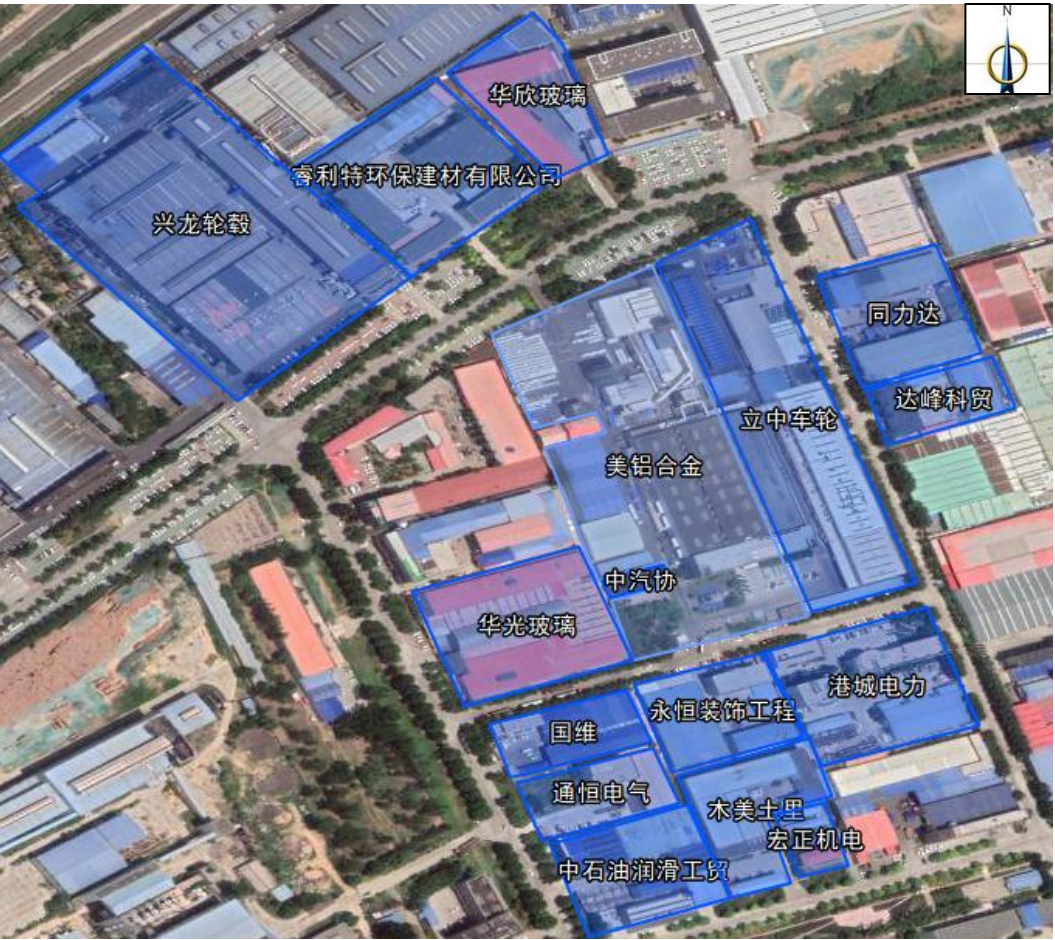 N
华欣玻璃
睿利特环保建材有限公司
兴龙轮毂
同力达
达峰科贸
立中车轮
美铝合金
中汽协
华光玻璃
港城电力
永恒装饰工程
国维
通恒电气
木美土里
宏正机电
中石油润滑工贸